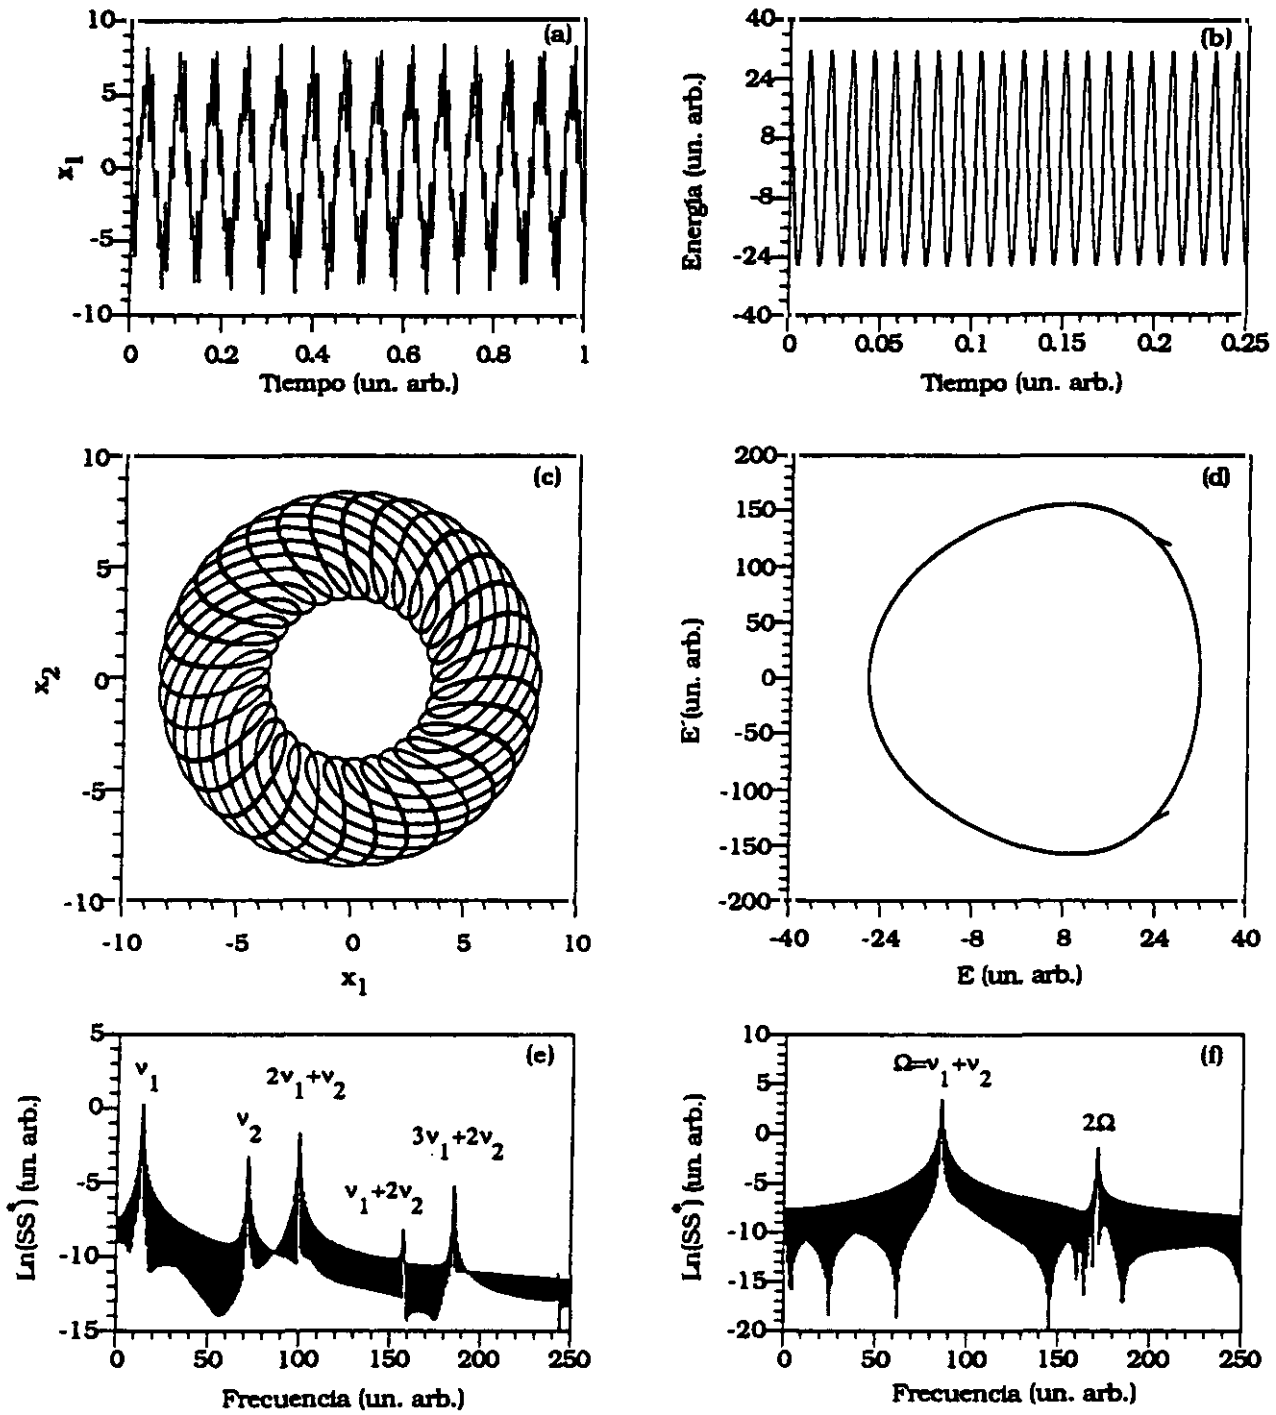 (a)
10
5
0
-5
-10
x1
0 0.2 0.4 0.6 0.8 1
Tiempo (un. arb.)
(b)
40
24
8
-8
-24
-40
Energía (un. arb.)
0 0.05 0.1 0.15 0.2 0.25
Tiempo (un. arb.)
(c)
10
5
0
-5
-10
x2
-10 -5 0 5 10
x1
(d)
200
150
100
50
0
-50
-100
-150
-200
E´(un. arb.)
-40 -24 -8 8 24 40
E (un. arb.)
(e)
5
0
-5
-10
-15
Ln(SS*) (un. arb.)
ν1
ν2
2ν1+ν2
ν1+2ν2
3ν1+2ν2
0 50 100 150 200 250
Frecuencia (un. arb.)
(f)
10
5
0
-5
-10
-15
-20
Ln(SS*) (un. arb.)
Ω=ν1+ν2
2Ω
0 50 100 150 200 250
Frecuencia (un. arb.)